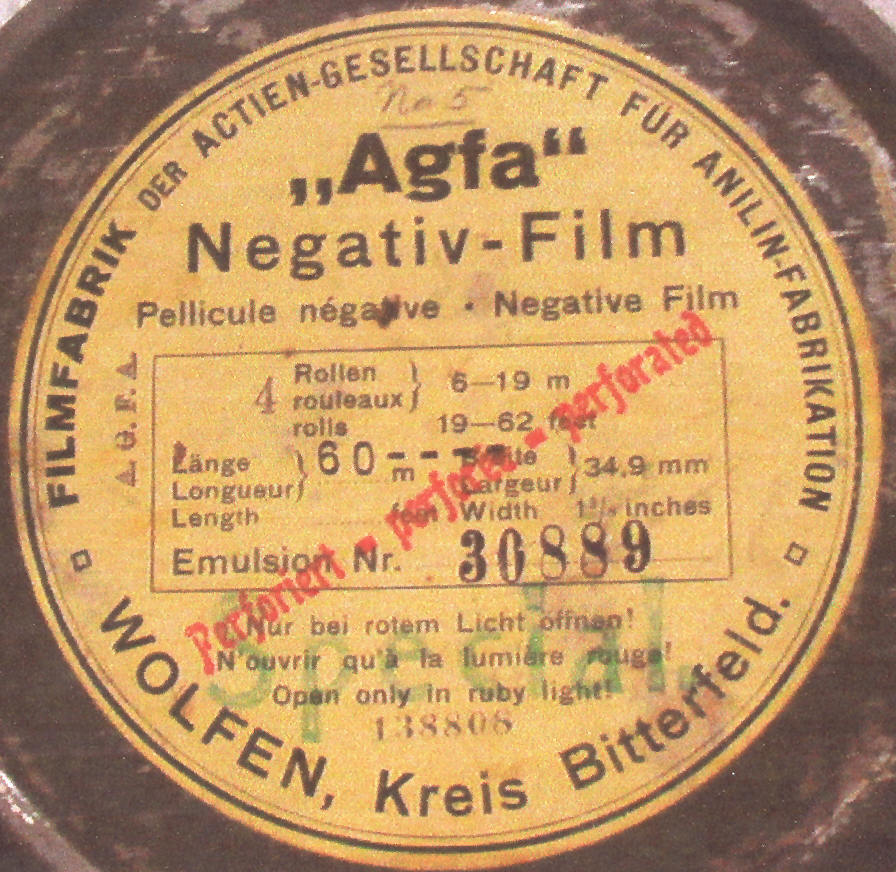 FILMFABRIK DER ACTIEN-GESELLSCHAFT FÜR ANILIN-FABRIKATION
No 5
„Agfa“
Negativ-Film
Pellicule négative • Negative Film
A.G.F.A.
4 Rollen
rouleaux
rolls
6—19 m
19—62 feet
Länge
Longueur
Length
60---- m
feet
Breite
Largeur
Width
34,9 mm
inches
Emulsion Nr. 30889
Perforiert - perforée - perforated
Special.
Nur bei rotem Licht öffnen!
N'ouvrir qu'à la lumière rouge!
Open only in ruby light!
138808
WOLFEN, Kreis Bitterfeld.